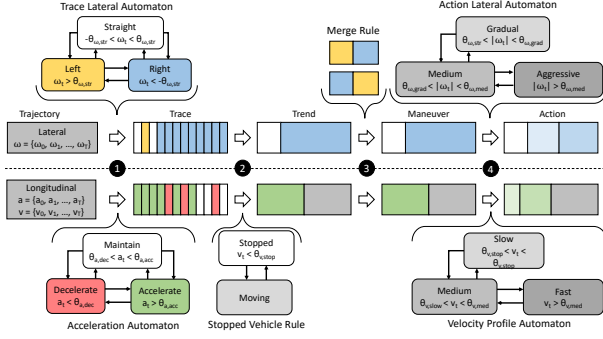 Trace Lateral Automaton
Straight
-θω,str < ωt < θω,str
Left
ωt > θω,str
Right
ωt < -θω,str
Merge Rule
Action Lateral Automaton
Gradual
θω,str < |ωt| < θω,grad
Medium
θω,grad < |ωt| < θω,med
Aggressive
|ωt| > θω,med
Trajectory
Trace
Trend
Maneuver
Action
Lateral
ω = {ω0, ω1, ..., ωT}
1
2
3
4
Longitudinal
a = {a0, a1, ..., aT}
v = {v0, v1, ..., vT}
Maintain
θa,dec < at < θa,acc
Decelerate
at < θa,dec
Accelerate
at > θa,acc
Acceleration Automaton
Stopped
vt < θv,stop
Moving
Stopped Vehicle Rule
Slow
θv,stop < vt <
θv,stop
Medium
θv,slow < vt < θv,med
Fast
vt > θv,med
Velocity Profile Automaton